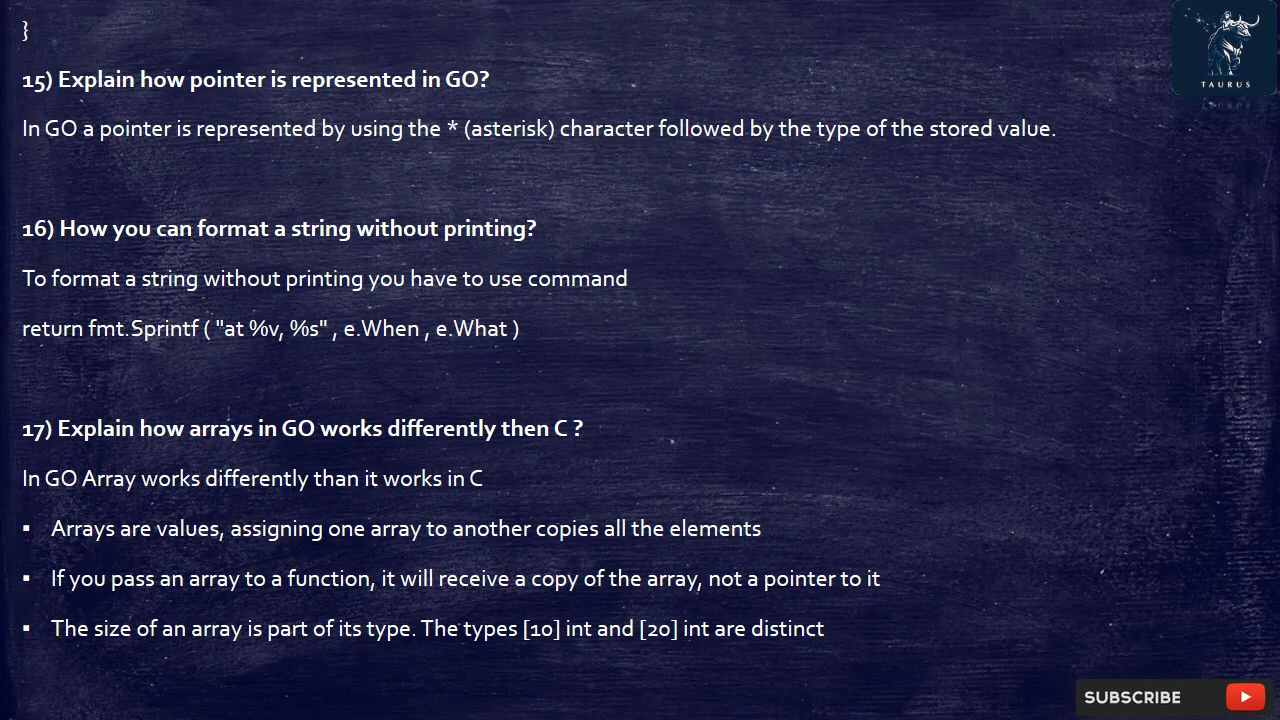 }
15) Explain how pointer is represented in GO?
In GO a pointer is represented by using the * (asterisk) character followed by the type of the stored value.
16) How you can format a string without printing?
To format a string without printing you have to use command
return fmt.Sprintf ( "at %v, %s" , e.When , e.What )
17) Explain how arrays in GO works differently then C ?
In GO Array works differently than it works in C
▪ Arrays are values, assigning one array to another copies all the elements
▪ If you pass an array to a function, it will receive a copy of the array, not a pointer to it
▪ The size of an array is part of its type. The types [10] int and [20] int are distinct
TAURUS
SUBSCRIBE